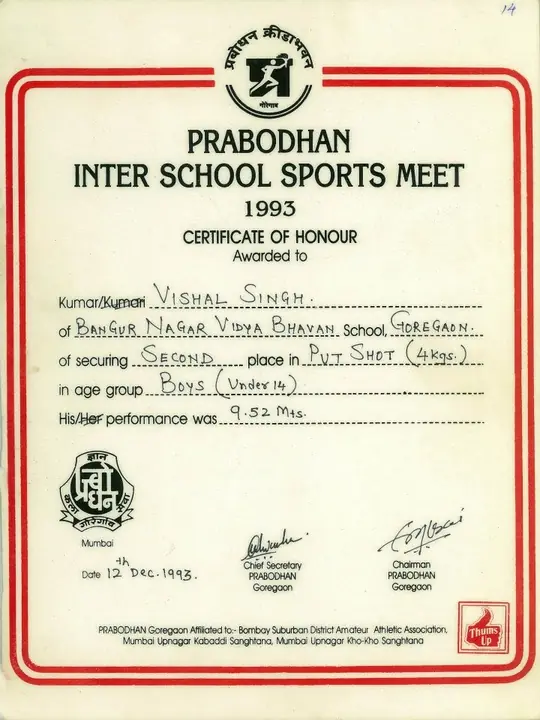 14
प्रबोधन क्रीडाभवन
गोरेगाव
PRABODHAN
INTER SCHOOL SPORTS MEET
1993
CERTIFICATE OF HONOUR
Awarded to
Kumar/Kumari VISHAL SINGH.
of BANGUR NAGAR VIDYA BHAVAN School, GOREGAON.
of securing SECOND place in PUT SHOT (4kgs.)
in age group BOYS (Under 14)
His/Her performance was 9.52 Mts.
ज्ञान
कला प्रबोधन सेवा
गोरेगाव
Mumbai
Date 12th Dec. 1993.
Chief Secretary
PRABODHAN
Goregaon
Chairman
PRABODHAN
Goregaon
Thums Up
PRABODHAN Goregaon Affiliated to:- Bombay Suburban District Amateur Athletic Association,
Mumbai Upnagar Kabaddi Sanghtana, Mumbai Upnagar Kho-Kho Sanghtana